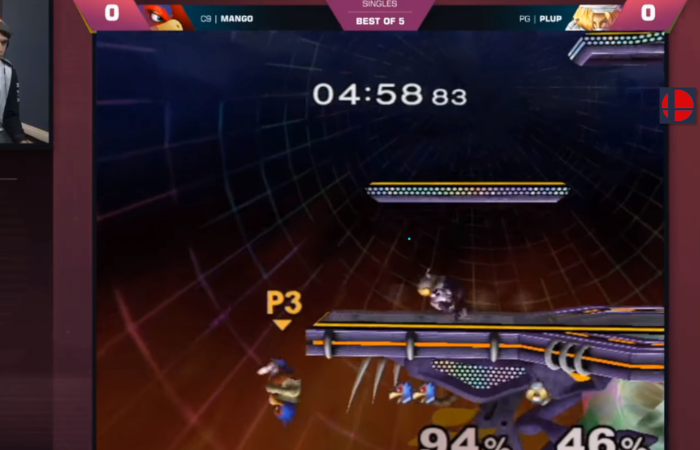 0
C9 | MANGO
SINGLES
BEST OF 5
PG | PLUP
0
04:58 83
P3
94% 46%